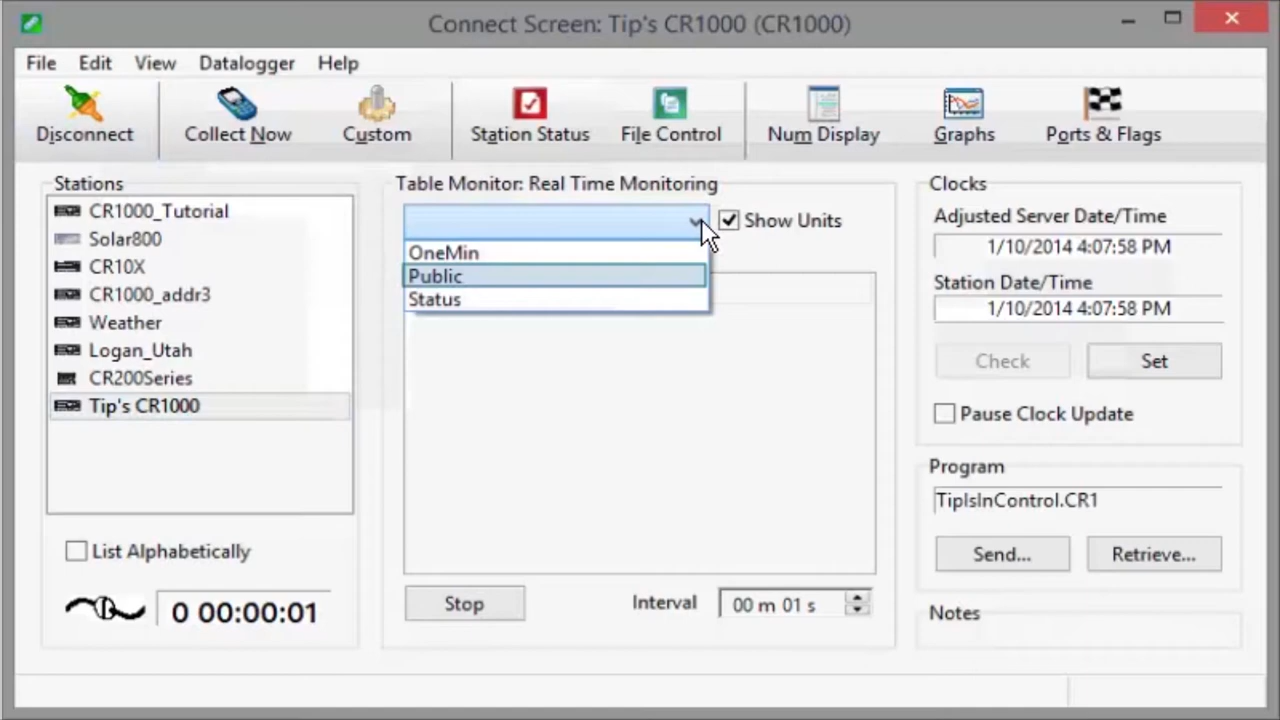 Connect Screen: Tip's CR1000 (CR1000)
File Edit View Datalogger Help
Disconnect Collect Now Custom Station Status File Control Num Display Graphs Ports & Flags
Stations
CR1000_Tutorial
Solar800
CR10X
CR1000_addr3
Weather
Logan_Utah
CR200Series
Tip's CR1000
List Alphabetically
0 00:00:01
Table Monitor: Real Time Monitoring
Show Units
OneMin
Public
Status
Stop Interval 00 m 01 s
Clocks
Adjusted Server Date/Time
1/10/2014 4:07:58 PM
Station Date/Time
1/10/2014 4:07:58 PM
Check Set
Pause Clock Update
Program
TipIsInControl.CR1
Send... Retrieve...
Notes